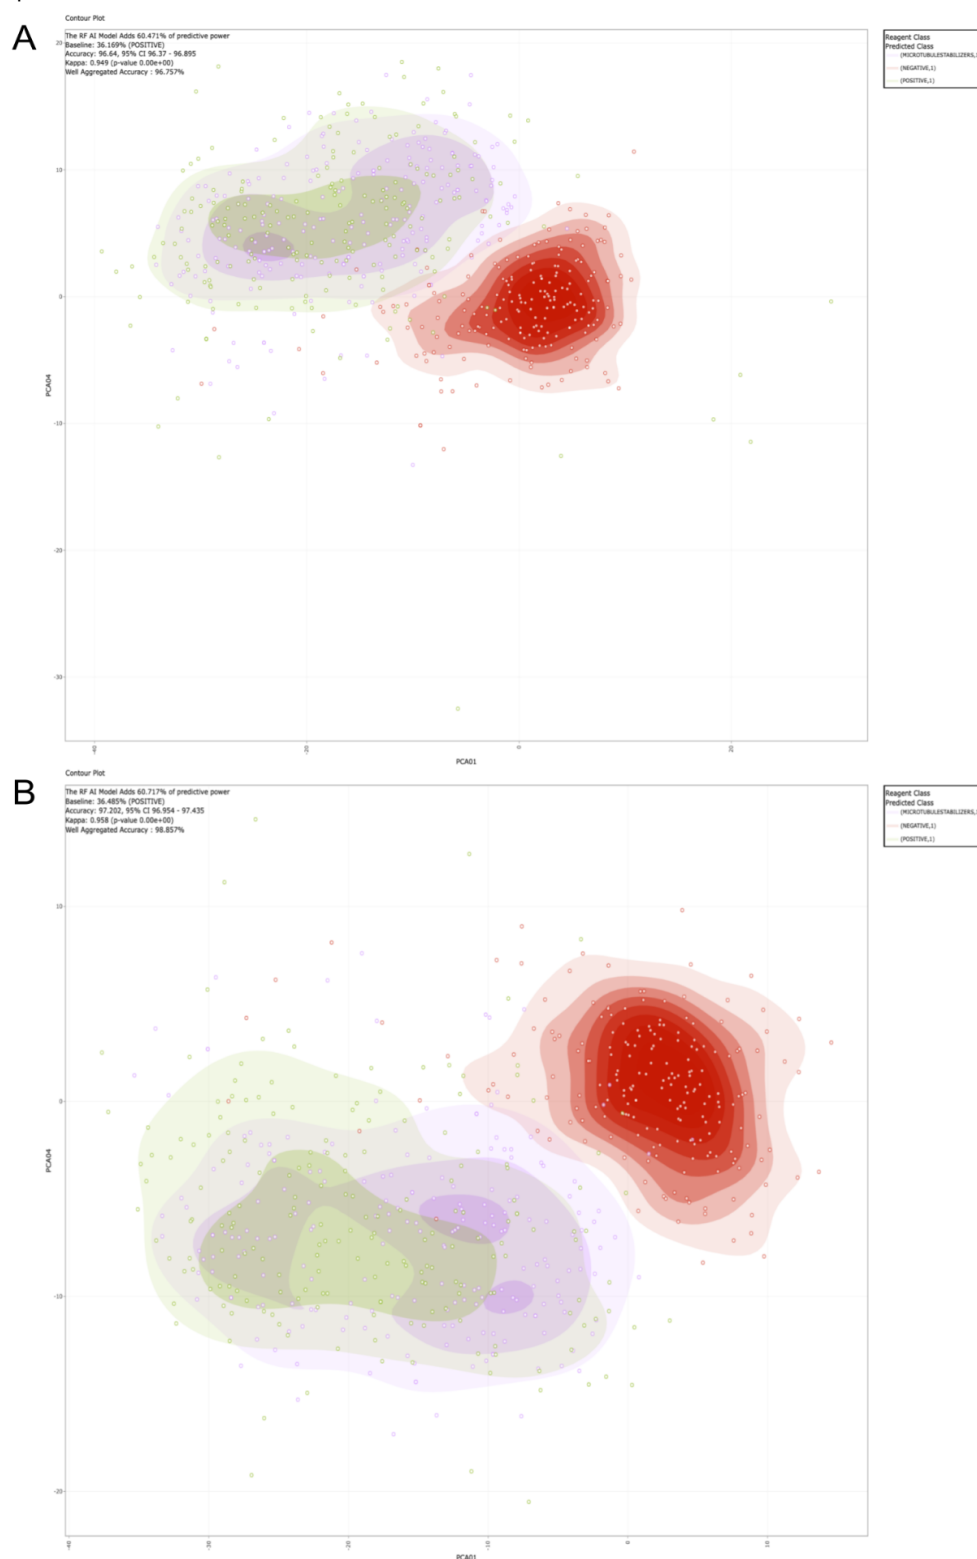 A
Contour Plot
The RF AI Model Adds 60.471% of predictive power
Baseline: 36.169% (POSITIVE)
Accuracy: 96.64, 95% CI 96.37 - 96.895
Kappa: 0.949 (p-value 0.00e+00)
Well Aggregated Accuracy : 96.757%
Reagent Class
Predicted Class
(MICROTUBULESTABILIZERS,
(NEGATIVE,1)
(POSITIVE,1)
20
10
0
-10
-20
-30
PCA04
-40
0
20
PCA01
B
Contour Plot
The RF AI Model Adds 60.717% of predictive power
Baseline: 36.485% (POSITIVE)
Accuracy: 97.202, 95% CI 96.954 - 97.435
Kappa: 0.958 (p-value 0.00e+00)
Well Aggregated Accuracy : 98.857%
Reagent Class
Predicted Class
(MICROTUBULESTABILIZERS,
(NEGATIVE,1)
(POSITIVE,1)
10
0
-10
-20
PCA04
-40
-30
-20
-10
0
10
PCA01